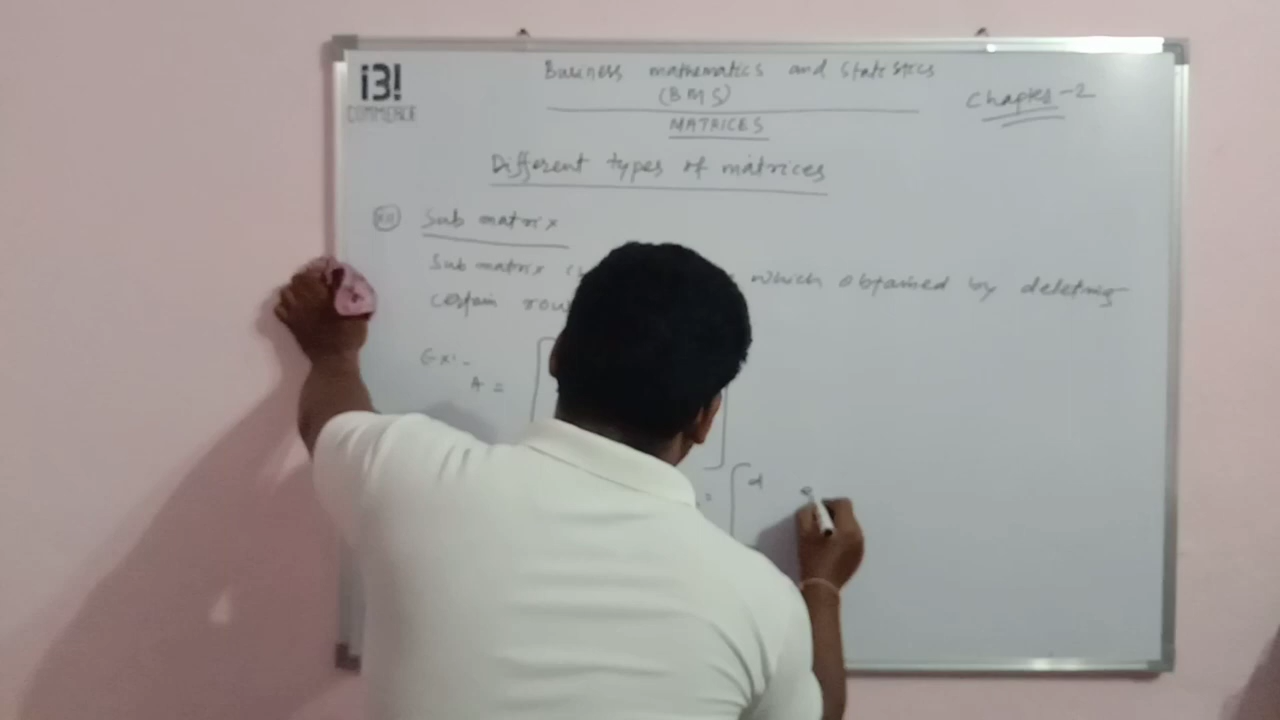 i3!
COMMERCE
Business mathematics and statistics
(BMS)
Chapter-2
MATRICES
Different types of matrices
Sub matrix
Sub matrix which obtained by deleting
certain row
Ex:-
A =
= d e